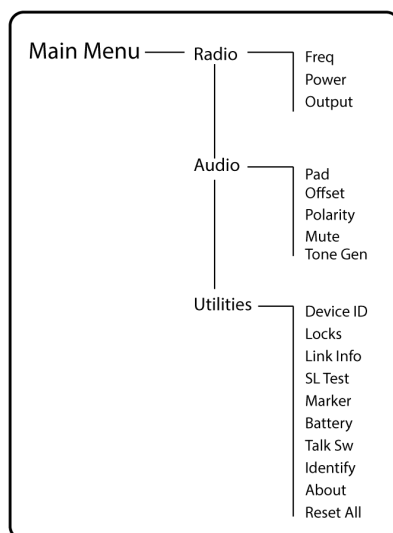 Main Menu
Radio
Freq
Power
Output
Audio
Pad
Offset
Polarity
Mute
Tone Gen
Utilities
Device ID
Locks
Link Info
SL Test
Marker
Battery
Talk Sw
Identify
About
Reset All